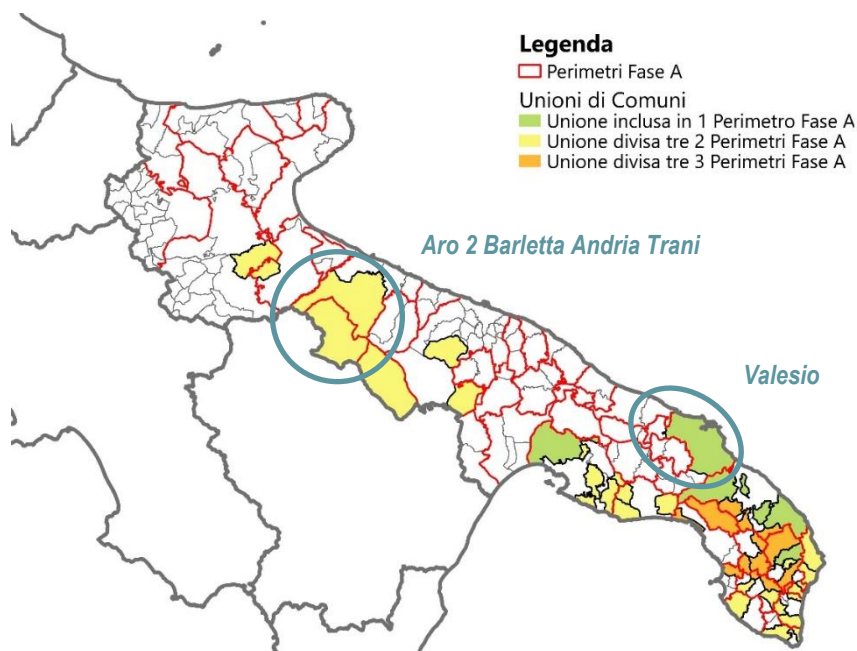 Legenda
Perimetri Fase A
Unioni di Comuni
Unione inclusa in 1 Perimetro Fase A
Unione divisa tre 2 Perimetri Fase A
Unione divisa tre 3 Perimetri Fase A
Aro 2 Barletta Andria Trani
Valesio